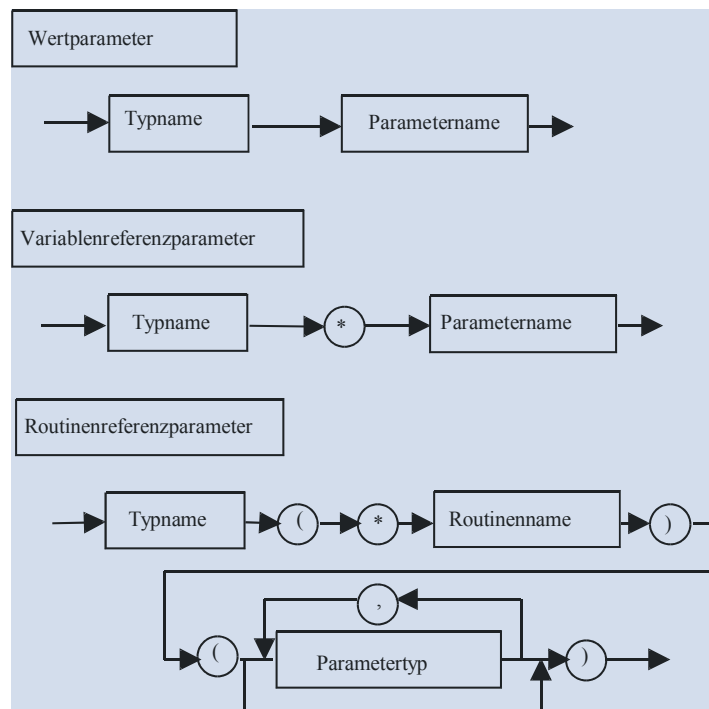 Wertparameter
Typname Parametername
Variablenreferenzparameter
Typname * Parametername
Routinenreferenzparameter
Typname ( * Routinenname )
,
( Parametertyp )